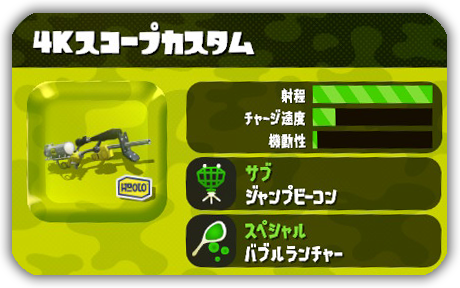 4Kスコープカスタム
射程
チャージ速度
機動性
サブ
ジャンプビーコン
スペシャル
バブルランチャー